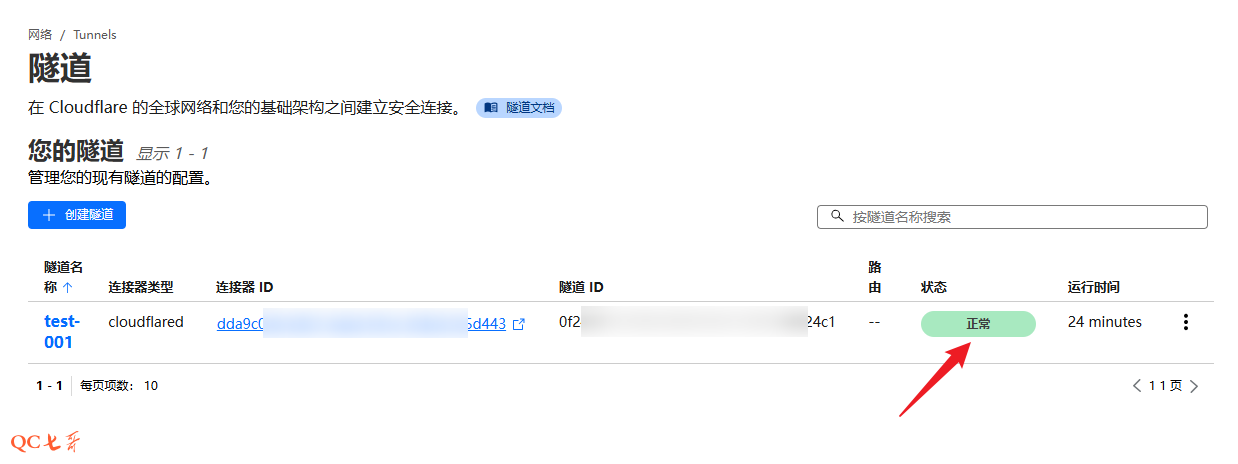 网络 / Tunnels
隧道
在 Cloudflare 的全球网络和您的基础架构之间建立安全连接。 隧道文档
您的隧道 显示 1 - 1
管理您的现有隧道的配置。
+ 创建隧道
按隧道名称搜索
隧道名称 ↑ 连接器类型 连接器 ID 隧道 ID 路由 状态 运行时间
test-001 cloudflared dda9c0 5d443 0f2 24c1 -- 正常 24 minutes
1 - 1 每页项数: 10 1 1 页
QC七哥